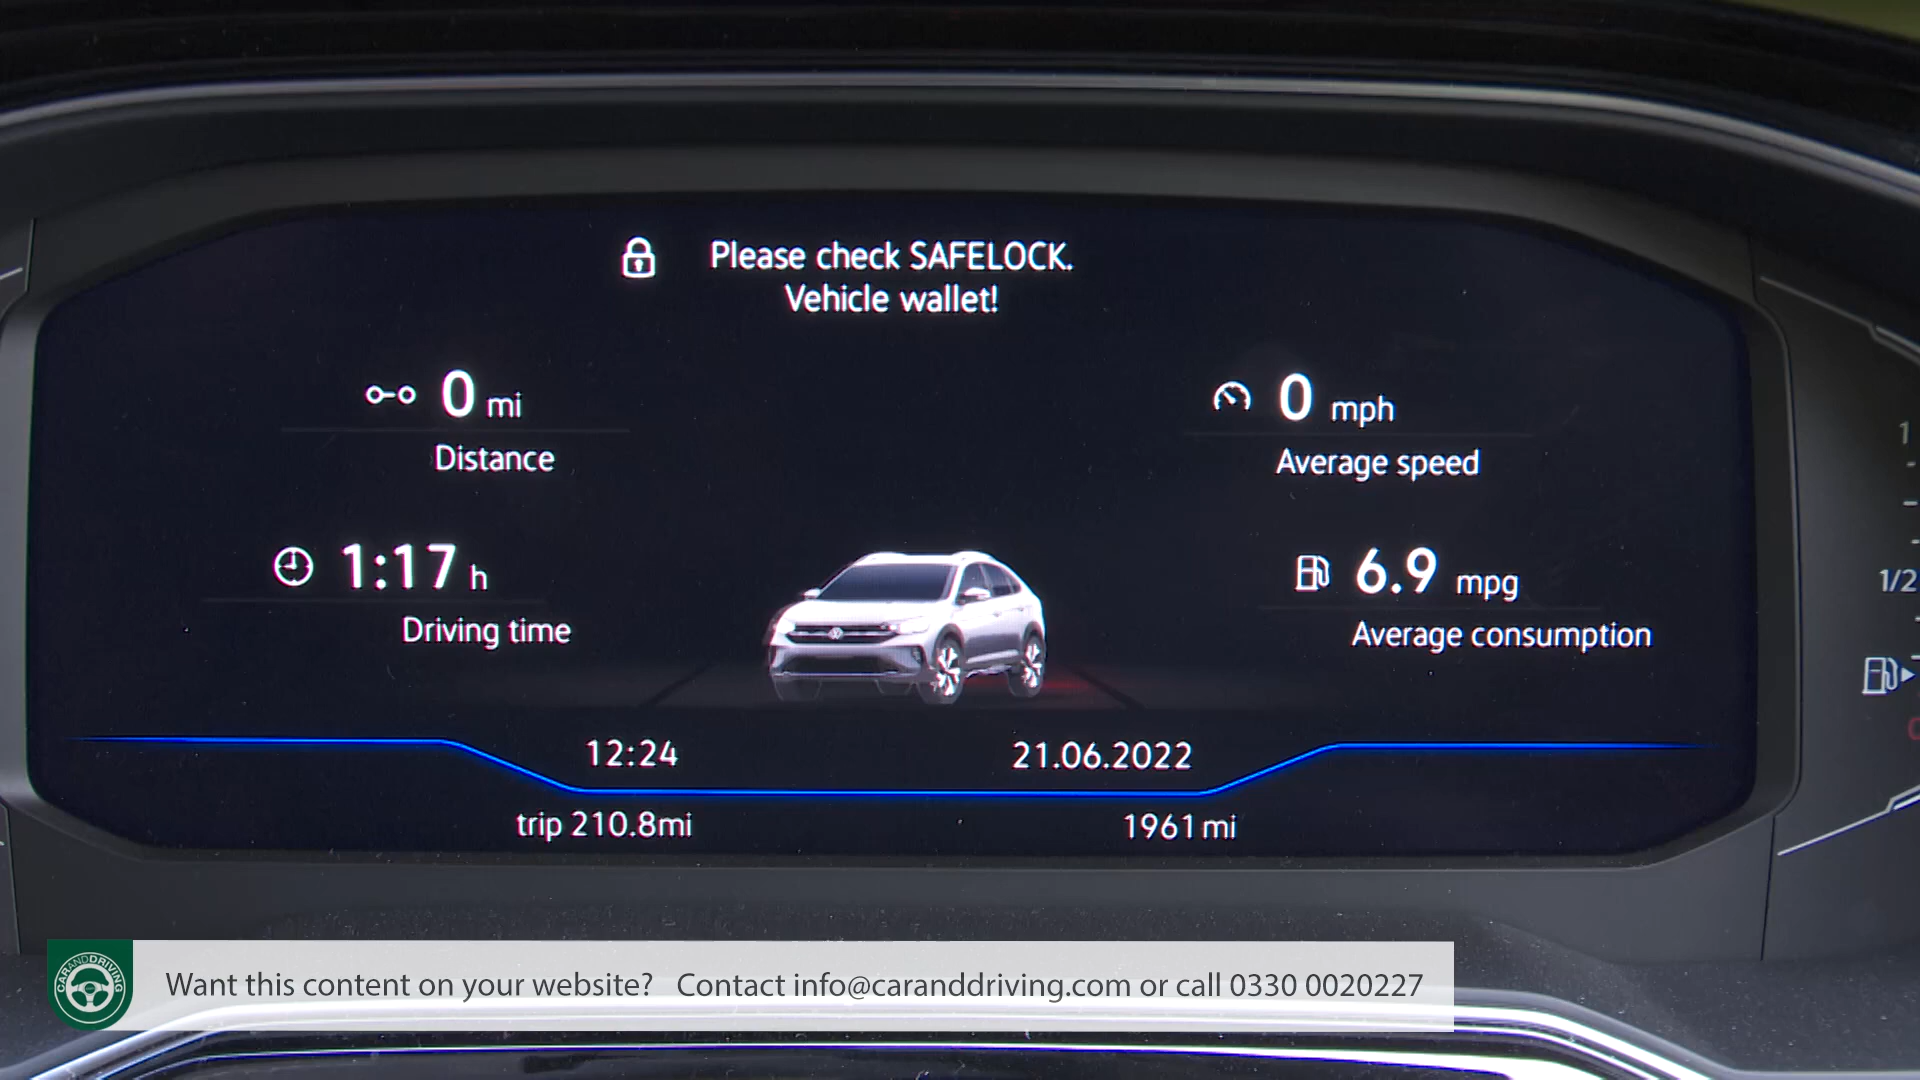 Please check SAFELOCK.
Vehicle wallet!
0 mi
Distance
0 mph
Average speed
1:17 h
Driving time
6.9 mpg
Average consumption
12:24
21.06.2022
trip 210.8mi
1961 mi
1
1/2
CARANDDRIVING
Want this content on your website? Contact info@caranddriving.com or call 0330 0020227